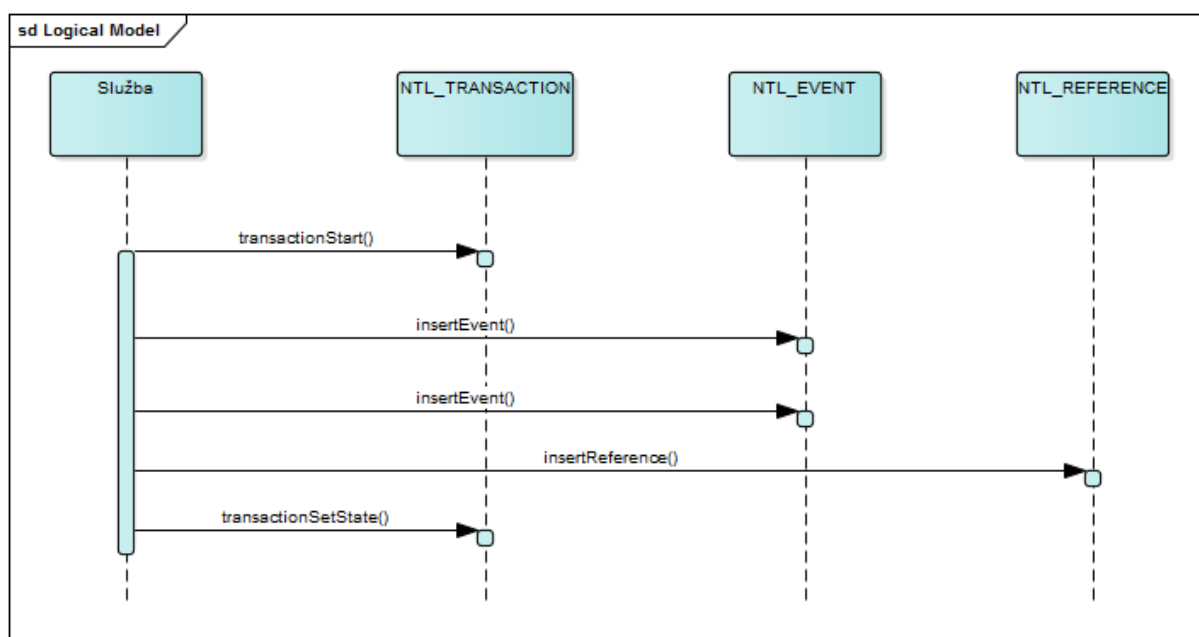 sd Logical Model
Služba
NTL_TRANSACTION
NTL_EVENT
NTL_REFERENCE
transactionStart()
insertEvent()
insertEvent()
insertReference()
transactionSetState()